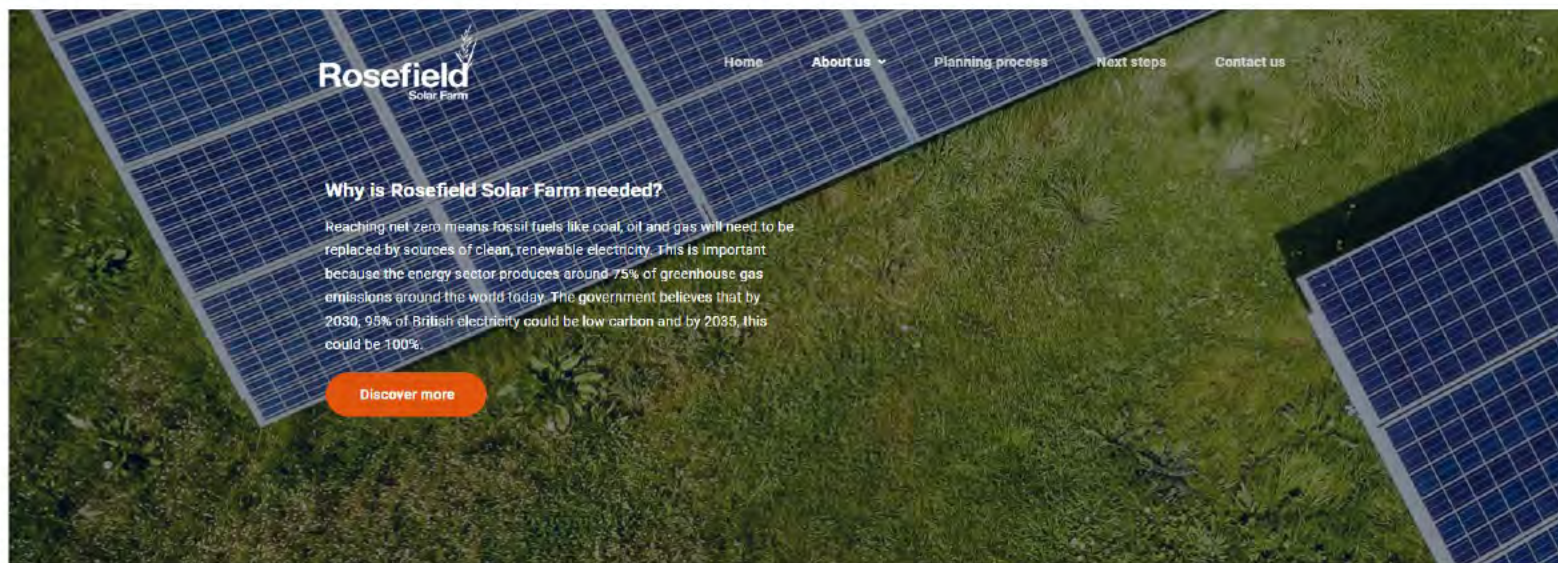 Rosefield
Solar Farm
Home
About us
Planning process
Next steps
Contact us
Why is Rosefield Solar Farm needed?
Reaching net zero means fossil fuels like coal, oil and gas will need to be
replaced by sources of clean, renewable electricity. This is important
because the energy sector produces around 75% of greenhouse gas
emissions around the world today. The government believes that by
2030, 95% of British electricity could be low carbon and by 2035, this
could be 100%.
Discover more